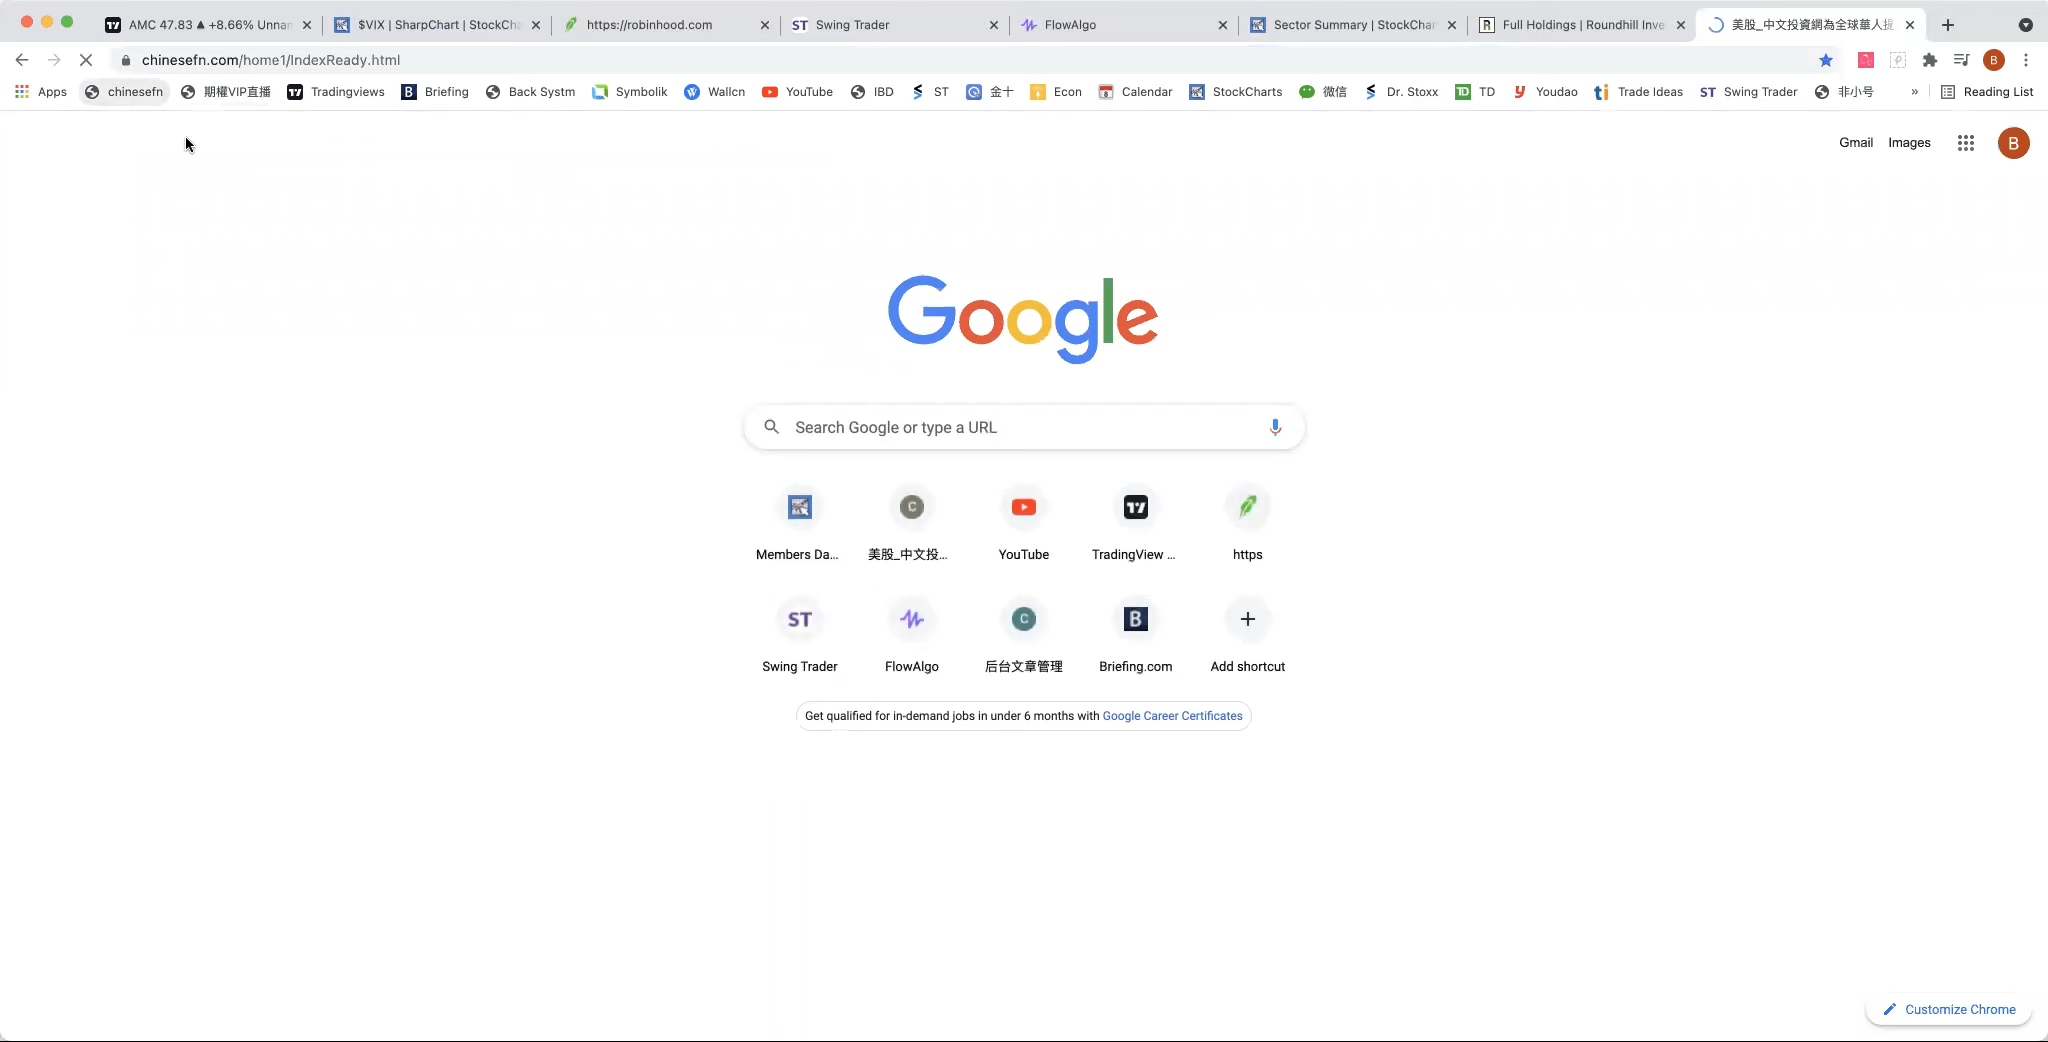 AMC 47.83 ▲ +8.66% Unnan
$VIX | SharpChart | StockCha
https://robinhood.com
ST Swing Trader
FlowAlgo
Sector Summary | StockChar
R Full Holdings | Roundhill Inve
美股_中文投資網為全球華人提
chinesefn.com/home1/IndexReady.html
B
Apps
chinesefn
期權VIP直播
Tradingviews
B Briefing
Back Systm
Symbolik
Wallcn
YouTube
IBD
ST
金十
Econ
Calendar
StockCharts
微信
Dr. Stoxx
TD TD
Youdao
ti Trade Ideas
ST Swing Trader
非小号
»
Reading List
Gmail
Images
B
Google
Search Google or type a URL
C
Members Da...
美股_中文投...
YouTube
TradingView ...
https
ST
C
B
Swing Trader
FlowAlgo
后台文章管理
Briefing.com
Add shortcut
Get qualified for in-demand jobs in under 6 months with Google Career Certificates
Customize Chrome